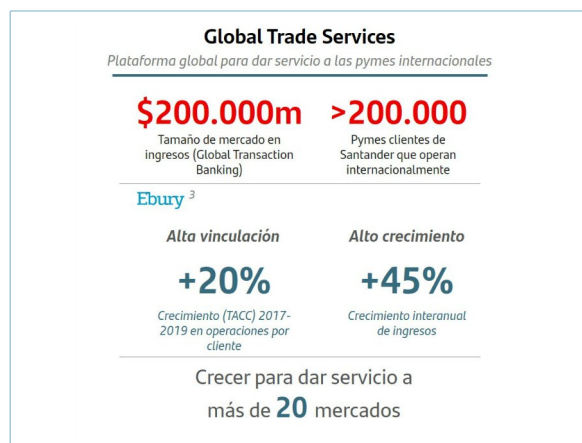 Global Trade Services
Plataforma global para dar servicio a las pymes internacionales
$200.000m
Tamaño de mercado en
ingresos (Global Transaction
Banking)
>200.000
Pymes clientes de
Santander que operan
internacionalmente
Ebury 3
Alta vinculación
+20%
Crecimiento (TACC) 2017-
2019 en operaciones por
cliente
Alto crecimiento
+45%
Crecimiento interanual
de ingresos
Crecer para dar servicio a
más de 20 mercados